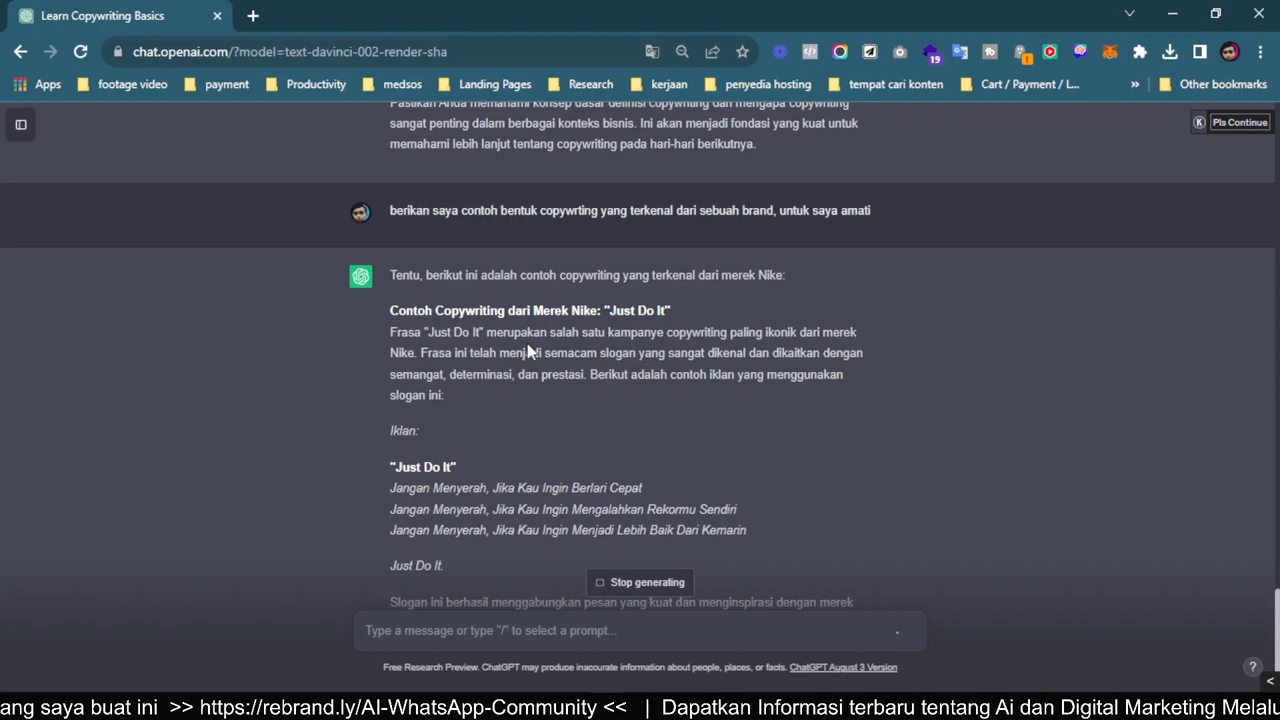 Learn Copywriting Basics
chat.openai.com/?model=text-davinci-002-render-sha
19
Apps footage video payment Productivity medsos Landing Pages Research kerjaan penyedia hosting tempat cari konten Cart / Payment / L... » Other bookmarks
Pastikan Anda memahami konsep dasar definisi copywriting dan mengapa copywriting
sangat penting dalam berbagai konteks bisnis. Ini akan menjadi fondasi yang kuat untuk
memahami lebih lanjut tentang copywriting pada hari-hari berikutnya.
K Pls Continue
berikan saya contoh bentuk copywrting yang terkenal dari sebuah brand, untuk saya amati
Tentu, berikut ini adalah contoh copywriting yang terkenal dari merek Nike:
Contoh Copywriting dari Merek Nike: "Just Do It"
Frasa "Just Do It" merupakan salah satu kampanye copywriting paling ikonik dari merek
Nike. Frasa ini telah menjadi semacam slogan yang sangat dikenal dan dikaitkan dengan
semangat, determinasi, dan prestasi. Berikut adalah contoh iklan yang menggunakan
slogan ini:
Iklan:
"Just Do It"
Jangan Menyerah, Jika Kau Ingin Berlari Cepat
Jangan Menyerah, Jika Kau Ingin Mengalahkan Rekormu Sendiri
Jangan Menyerah, Jika Kau Ingin Menjadi Lebih Baik Dari Kemarin
Just Do It.
Stop generating
Slogan ini berhasil menggabungkan pesan yang kuat dan menginspirasi dengan merek
Type a message or type "/" to select a prompt...
Free Research Preview. ChatGPT may produce inaccurate information about people, places, or facts. ChatGPT August 3 Version
?
<
ang saya buat ini >> https://rebrand.ly/AI-WhatsApp-Community << | Dapatkan Informasi terbaru tentang Ai dan Digital Marketing Melalu